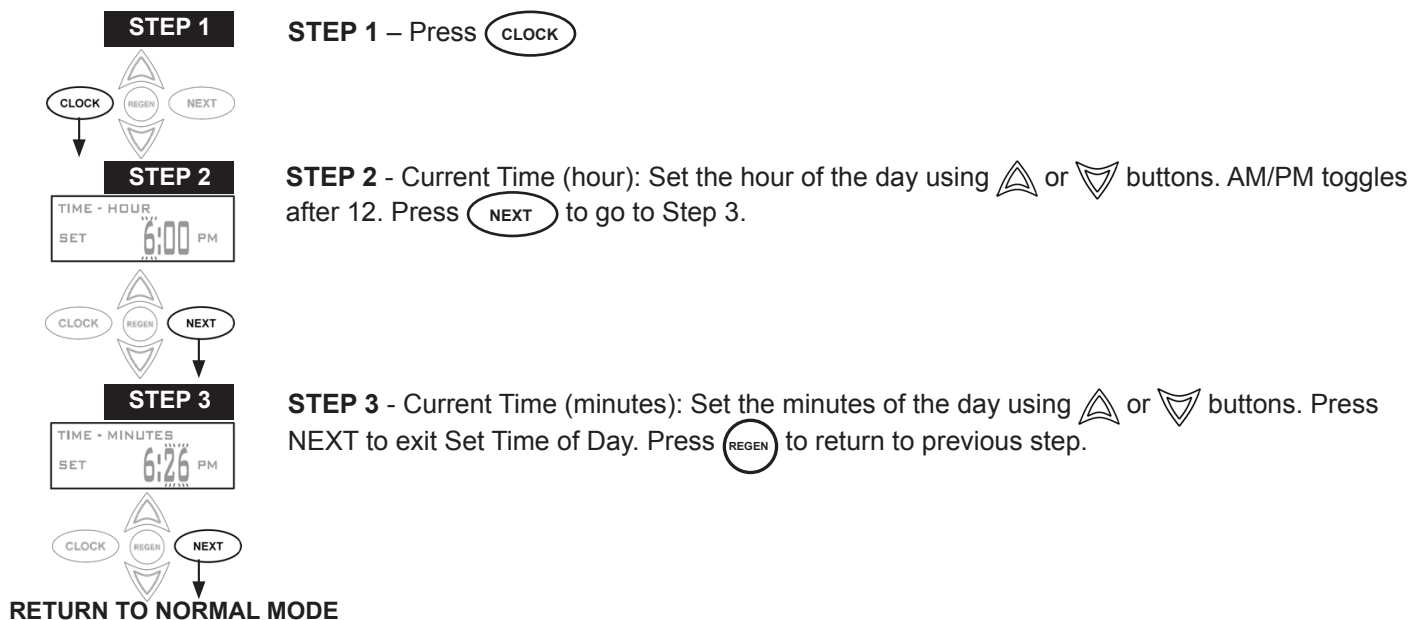 STEP 1
STEP 1 – Press CLOCK
CLOCK REGEN NEXT
STEP 2
STEP 2 - Current Time (hour): Set the hour of the day using or buttons. AM/PM toggles
after 12. Press NEXT to go to Step 3.
TIME - HOUR
SET 6:00 PM
CLOCK REGEN NEXT
STEP 3
STEP 3 - Current Time (minutes): Set the minutes of the day using or buttons. Press
NEXT to exit Set Time of Day. Press REGEN to return to previous step.
TIME - MINUTES
SET 6:26 PM
CLOCK REGEN NEXT
RETURN TO NORMAL MODE